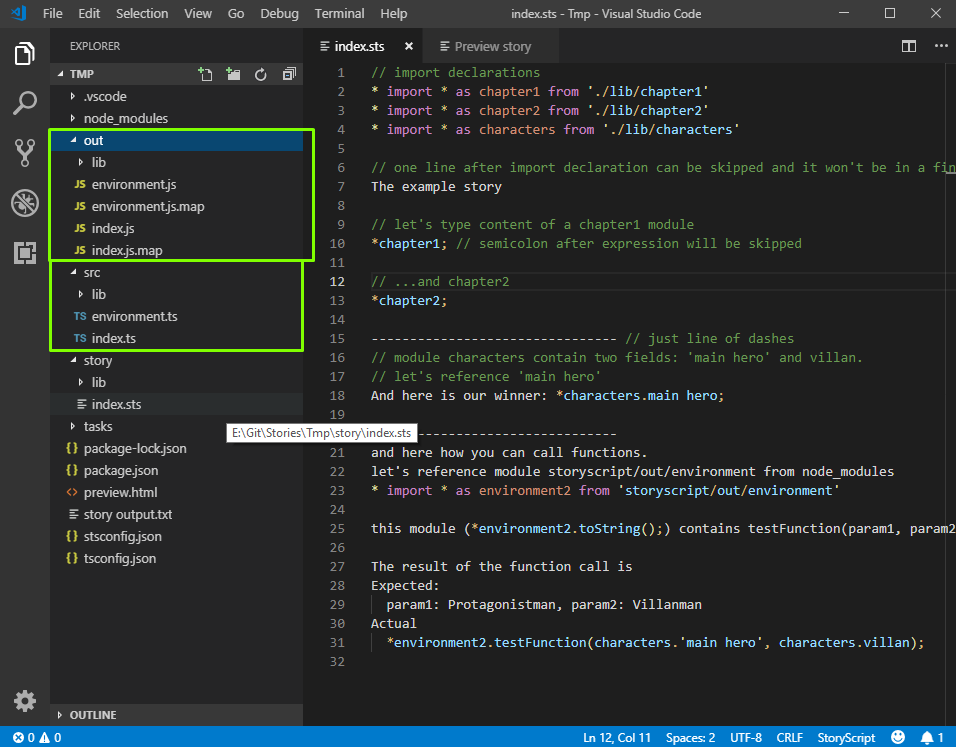 File Edit Selection View Go Debug Terminal Help index.sts - Tmp - Visual Studio Code
EXPLORER
TMP
.vscode
node_modules
out
lib
JS environment.js
JS environment.js.map
JS index.js
JS index.js.map
src
lib
TS environment.ts
TS index.ts
story
lib
index.sts
tasks
{} package-lock.json
{} package.json
<> preview.html
story output.txt
{} stsconfig.json
{} tsconfig.json
OUTLINE
E:\Git\Stories\Tmp\story\index.sts
index.sts × Preview story
1 // import declarations
2 * import * as chapter1 from './lib/chapter1'
3 * import * as chapter2 from './lib/chapter2'
4 * import * as characters from './lib/characters'
5
6 // one line after import declaration can be skipped and it won't be in a fin
7 The example story
8
9 // let's type content of a chapter1 module
10 *chapter1; // semicolon after expression will be skipped
11
12 // ...and chapter2
13 *chapter2;
14
15 -------------------------------- // just line of dashes
16 // module characters contain two fields: 'main hero' and villan.
17 // let's reference 'main hero'
18 And here is our winner: *characters.main hero;
19
--------------------------
21 and here how you can call functions.
22 let's reference module storyscript/out/environment from node_modules
23 * import * as environment2 from 'storyscript/out/environment'
24
25 this module (*environment2.toString();) contains testFunction(param1, param2
26
27 The result of the function call is
28 Expected:
29 param1: Protagonistman, param2: Villanman
30 Actual
31 *environment2.testFunction(characters.'main hero', characters.villan);
32
0 0 Ln 12, Col 11 Spaces: 2 UTF-8 CRLF StoryScript 1